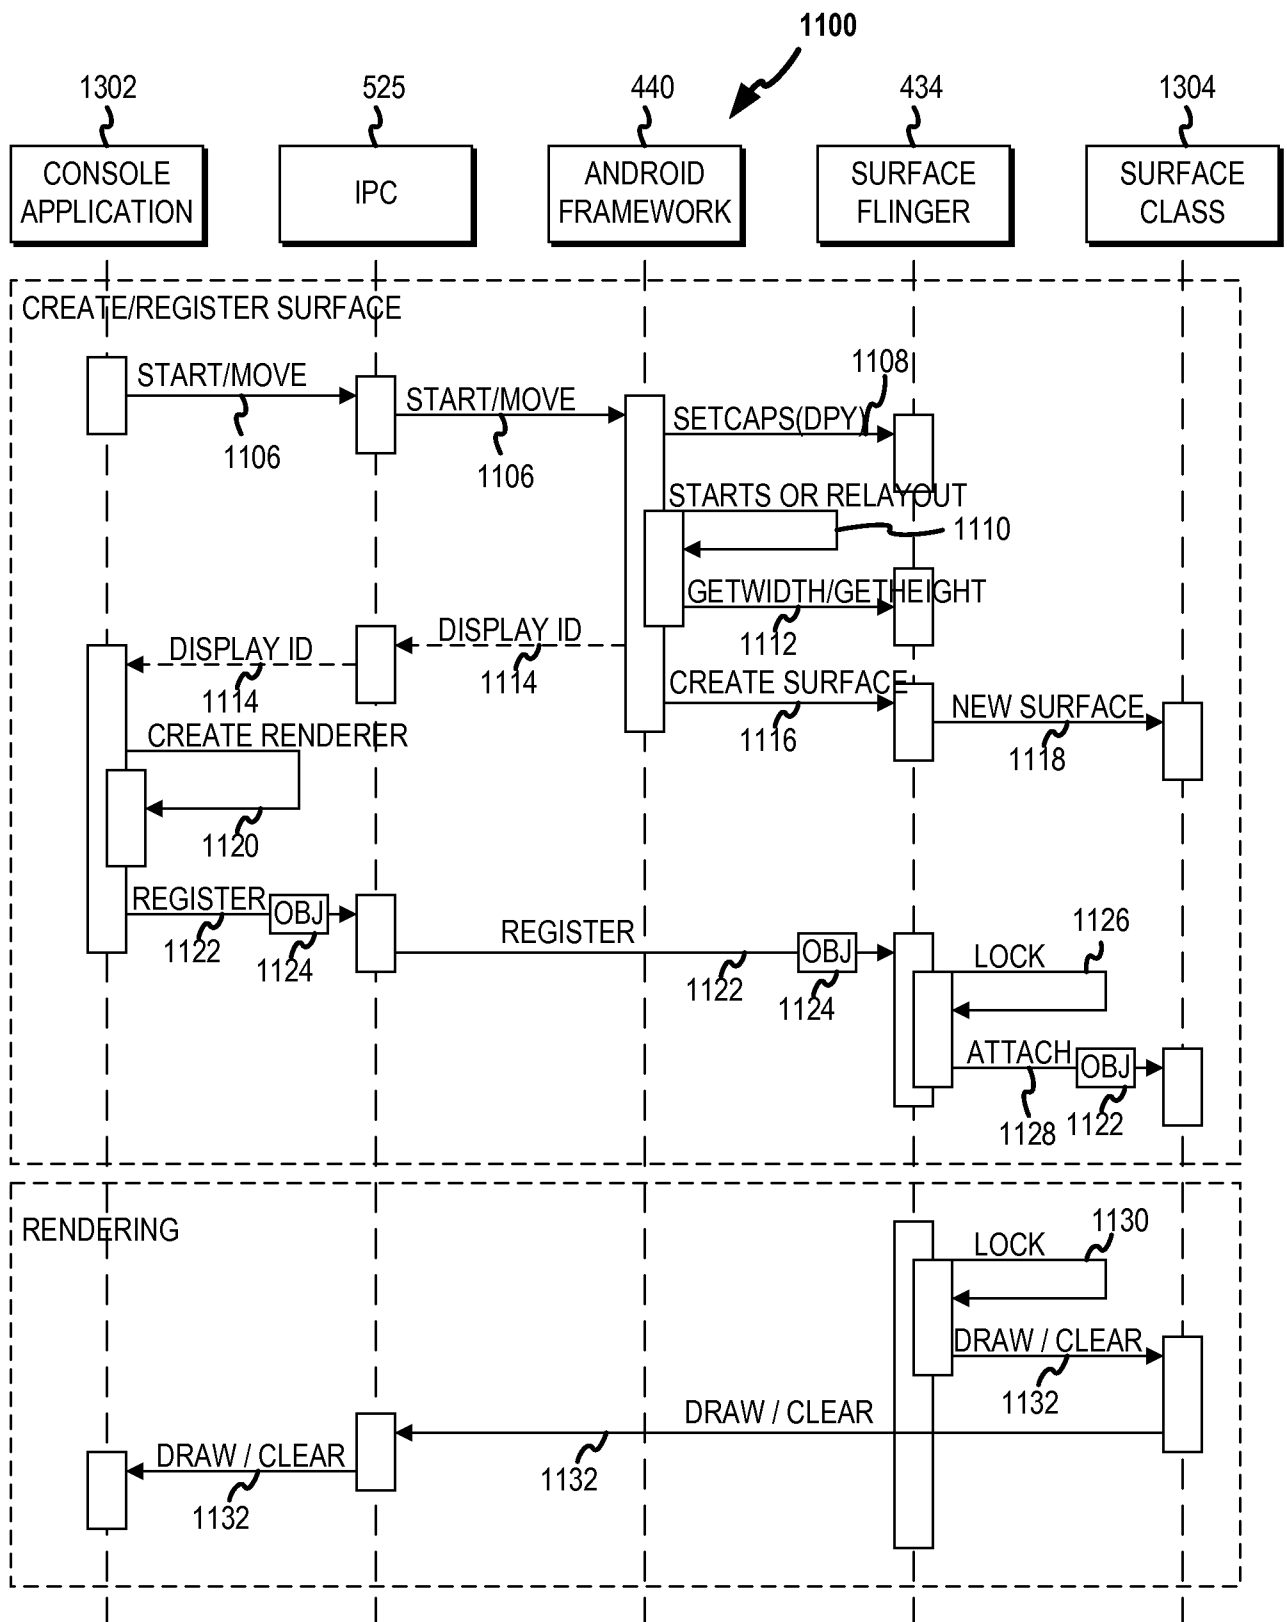 1100
1302
525
440
434
1304
CONSOLE
APPLICATION
IPC
ANDROID
FRAMEWORK
SURFACE
FLINGER
SURFACE
CLASS
CREATE/REGISTER SURFACE
START/MOVE
1106
START/MOVE
1106
1108
SETCAPS(DPY)
STARTS OR RELAYOUT
1110
GETWIDTH/GETHEIGHT
1112
DISPLAY ID
1114
DISPLAY ID
1114
CREATE SURFACE
1116
NEW SURFACE
1118
CREATE RENDERER
1120
REGISTER
OBJ
1122
1124
REGISTER
OBJ
1122
1124
1126
LOCK
ATTACH
OBJ
1128
1122
RENDERING
1130
LOCK
DRAW / CLEAR
1132
DRAW / CLEAR
1132
DRAW / CLEAR
1132